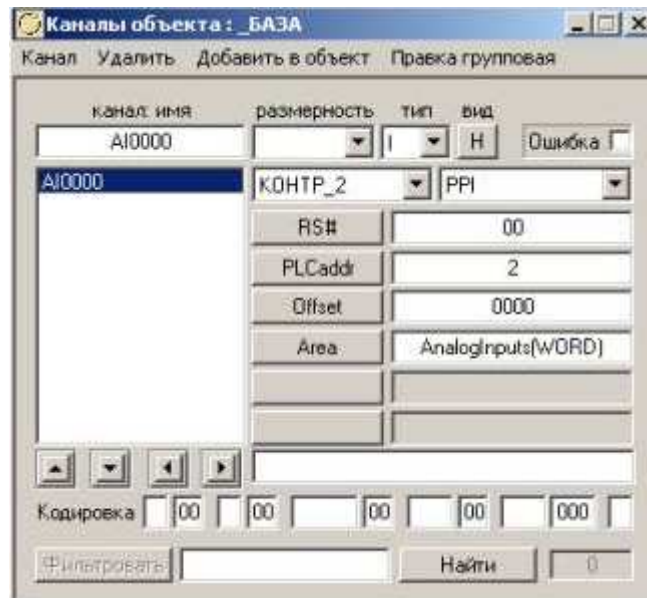 Каналы объекта : _БАЗА
Канал Удалить Добавить в объект Правка групповая
канал: имя размерность тип вид
AI0000 I Н Ошибка
AI0000 КОНТР_2 PPI
RS# 00
PLCaddr 2
Offset 0000
Area AnalogInputs(WORD)
Кодировка 00 00 00 00 000
Фильтровать Найти 0